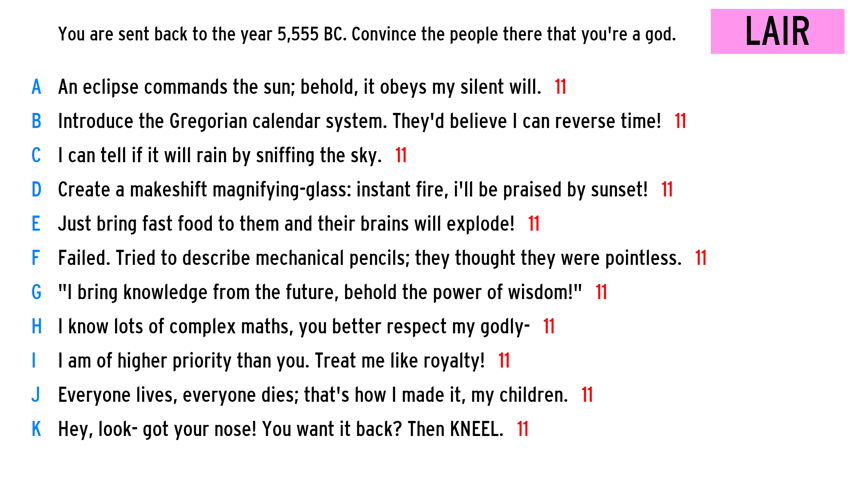 You are sent back to the year 5,555 BC. Convince the people there that you're a god.
LAIR
A An eclipse commands the sun; behold, it obeys my silent will. 11
B Introduce the Gregorian calendar system. They'd believe I can reverse time! 11
C I can tell if it will rain by sniffing the sky. 11
D Create a makeshift magnifying-glass: instant fire, i'll be praised by sunset! 11
E Just bring fast food to them and their brains will explode! 11
F Failed. Tried to describe mechanical pencils; they thought they were pointless. 11
G "I bring knowledge from the future, behold the power of wisdom!" 11
H I know lots of complex maths, you better respect my godly- 11
I I am of higher priority than you. Treat me like royalty! 11
J Everyone lives, everyone dies; that's how I made it, my children. 11
K Hey, look- got your nose! You want it back? Then KNEEL. 11